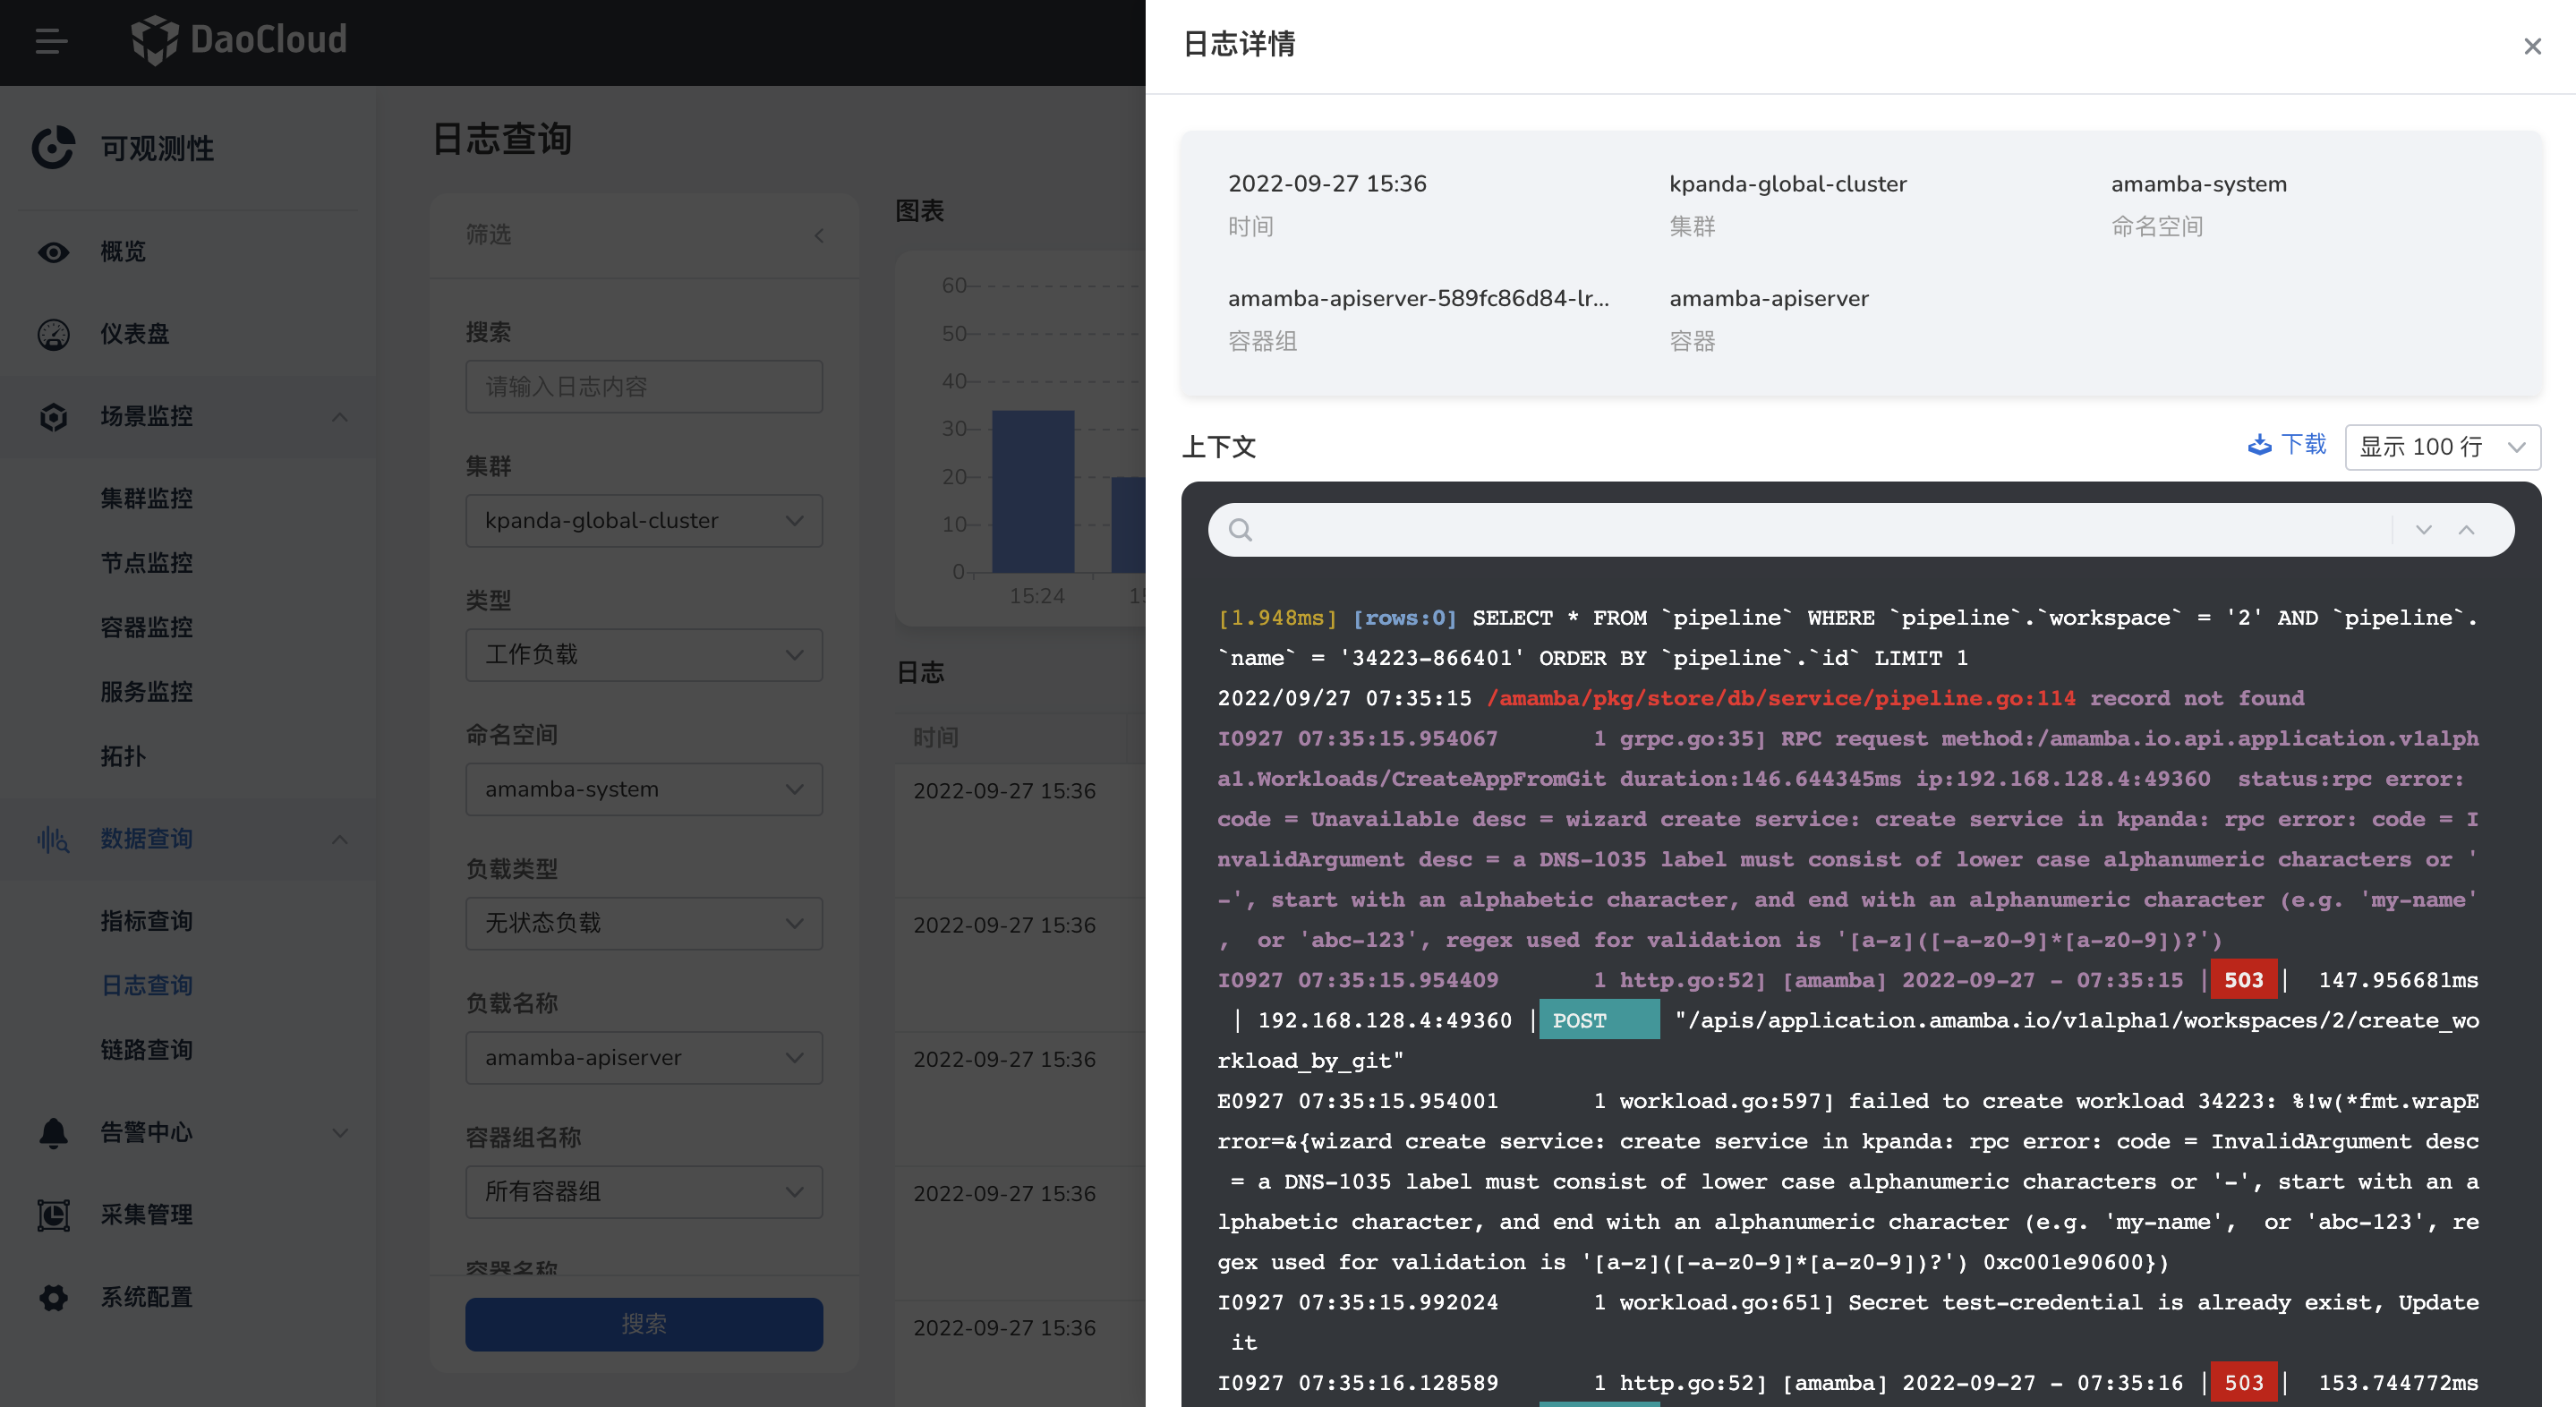 DaoCloud
可观测性
概览
仪表盘
场景监控
集群监控
节点监控
容器监控
服务监控
拓扑
数据查询
指标查询
日志查询
链路查询
告警中心
采集管理
系统配置
日志查询
筛选
搜索
请输入日志内容
集群
kpanda-global-cluster
类型
工作负载
命名空间
amamba-system
负载类型
无状态负载
负载名称
amamba-apiserver
容器组名称
所有容器组
容器名称
搜索
图表
60
50
40
30
20
10
0
15:24
日志
时间
2022-09-27 15:36
2022-09-27 15:36
2022-09-27 15:36
2022-09-27 15:36
2022-09-27 15:36
日志详情
2022-09-27 15:36
时间
kpanda-global-cluster
集群
amamba-system
命名空间
amamba-apiserver-589fc86d84-lr...
容器组
amamba-apiserver
容器
上下文
下载
显示 100 行
[1.948ms] [rows:0] SELECT * FROM `pipeline` WHERE `pipeline`.`workspace` = '2' AND `pipeline`.
`name` = '34223-866401' ORDER BY `pipeline`.`id` LIMIT 1
2022/09/27 07:35:15 /amamba/pkg/store/db/service/pipeline.go:114 record not found
I0927 07:35:15.954067       1 grpc.go:35] RPC request method:/amamba.io.api.application.v1alph
a1.Workloads/CreateAppFromGit duration:146.644345ms ip:192.168.128.4:49360  status:rpc error:
code = Unavailable desc = wizard create service: create service in kpanda: rpc error: code = I
nvalidArgument desc = a DNS-1035 label must consist of lower case alphanumeric characters or '
-', start with an alphabetic character, and end with an alphanumeric character (e.g. 'my-name'
,  or 'abc-123', regex used for validation is '[a-z]([-a-z0-9]*[a-z0-9])?')
I0927 07:35:15.954409       1 http.go:52] [amamba] 2022-09-27 - 07:35:15 | 503 |  147.956681ms
 | 192.168.128.4:49360 | POST     "/apis/application.amamba.io/v1alpha1/workspaces/2/create_wo
rkload_by_git"
E0927 07:35:15.954001       1 workload.go:597] failed to create workload 34223: %!w(*fmt.wrapE
rror=&{wizard create service: create service in kpanda: rpc error: code = InvalidArgument desc
 = a DNS-1035 label must consist of lower case alphanumeric characters or '-', start with an a
lphabetic character, and end with an alphanumeric character (e.g. 'my-name',  or 'abc-123', re
gex used for validation is '[a-z]([-a-z0-9]*[a-z0-9])?') 0xc001e90600})
I0927 07:35:15.992024       1 workload.go:651] Secret test-credential is already exist, Update
 it
I0927 07:35:16.128589       1 http.go:52] [amamba] 2022-09-27 - 07:35:16 | 503 |  153.744772ms